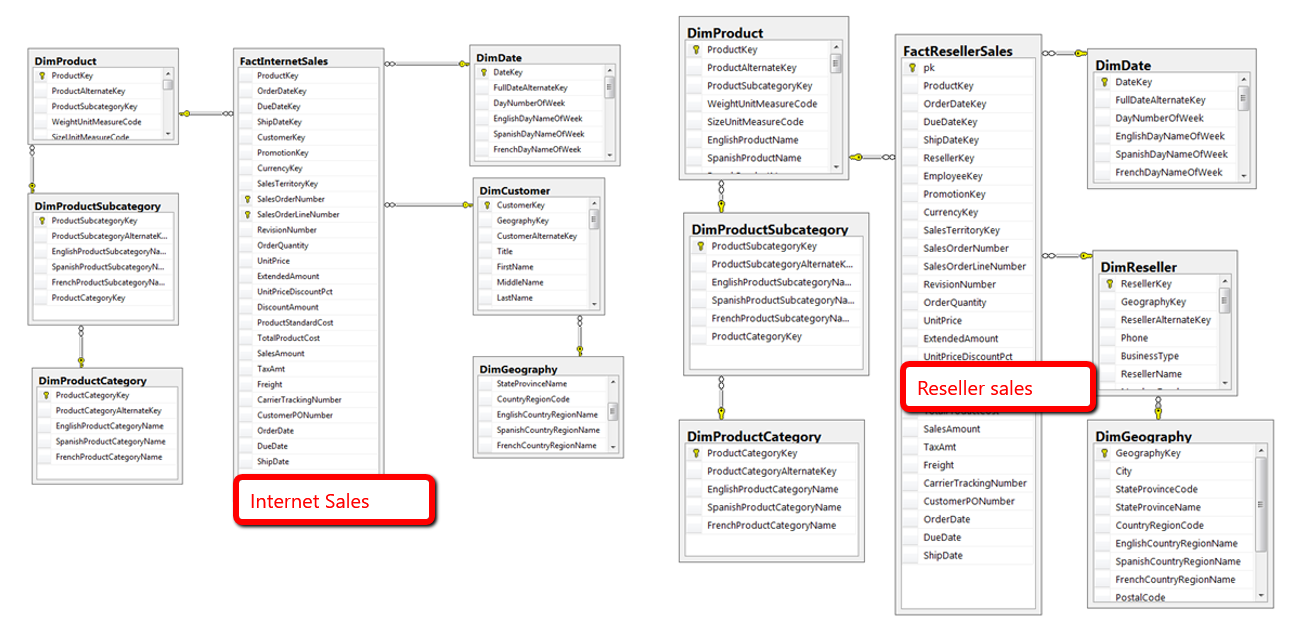 DimProduct
ProductKey
ProductAlternateKey
ProductSubcategoryKey
WeightUnitMeasureCode
SizeUnitMeasureCode
DimProductSubcategory
ProductSubcategoryKey
ProductSubcategoryAlternateK...
EnglishProductSubcategoryNa...
SpanishProductSubcategoryN...
FrenchProductSubcategoryNa...
ProductCategoryKey
DimProductCategory
ProductCategoryKey
ProductCategoryAlternateKey
EnglishProductCategoryName
SpanishProductCategoryName
FrenchProductCategoryName
FactInternetSales
ProductKey
OrderDateKey
DueDateKey
ShipDateKey
CustomerKey
PromotionKey
CurrencyKey
SalesTerritoryKey
SalesOrderNumber
SalesOrderLineNumber
RevisionNumber
OrderQuantity
UnitPrice
ExtendedAmount
UnitPriceDiscountPct
DiscountAmount
ProductStandardCost
TotalProductCost
SalesAmount
TaxAmt
Freight
CarrierTrackingNumber
CustomerPONumber
OrderDate
DueDate
ShipDate
Internet Sales
DimDate
DateKey
FullDateAlternateKey
DayNumberOfWeek
EnglishDayNameOfWeek
SpanishDayNameOfWeek
FrenchDayNameOfWeek
DimCustomer
CustomerKey
GeographyKey
CustomerAlternateKey
Title
FirstName
MiddleName
LastName
DimGeography
StateProvinceName
CountryRegionCode
EnglishCountryRegionName
SpanishCountryRegionName
FrenchCountryRegionName
DimProduct
ProductKey
ProductAlternateKey
ProductSubcategoryKey
WeightUnitMeasureCode
SizeUnitMeasureCode
EnglishProductName
SpanishProductName
DimProductSubcategory
ProductSubcategoryKey
ProductSubcategoryAlternateK...
EnglishProductSubcategoryNa...
SpanishProductSubcategoryNa...
FrenchProductSubcategoryNa...
ProductCategoryKey
DimProductCategory
ProductCategoryKey
ProductCategoryAlternateKey
EnglishProductCategoryName
SpanishProductCategoryName
FrenchProductCategoryName
FactResellerSales
pk
ProductKey
OrderDateKey
DueDateKey
ShipDateKey
ResellerKey
EmployeeKey
PromotionKey
CurrencyKey
SalesTerritoryKey
SalesOrderNumber
SalesOrderLineNumber
RevisionNumber
OrderQuantity
UnitPrice
ExtendedAmount
UnitPriceDiscountPct
Reseller sales
SalesAmount
TaxAmt
Freight
CarrierTrackingNumber
CustomerPONumber
OrderDate
DueDate
ShipDate
DimDate
DateKey
FullDateAlternateKey
DayNumberOfWeek
EnglishDayNameOfWeek
SpanishDayNameOfWeek
FrenchDayNameOfWeek
DimReseller
ResellerKey
GeographyKey
ResellerAlternateKey
Phone
BusinessType
ResellerName
DimGeography
GeographyKey
City
StateProvinceCode
StateProvinceName
CountryRegionCode
EnglishCountryRegionName
SpanishCountryRegionName
FrenchCountryRegionName
PostalCode